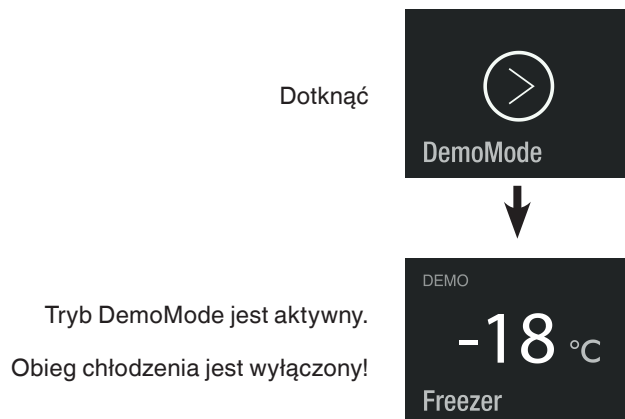 Dotknąć
DemoMode
DEMO
Tryb DemoMode jest aktywny.
-18 °C
Obieg chłodzenia jest wyłączony!
Freezer